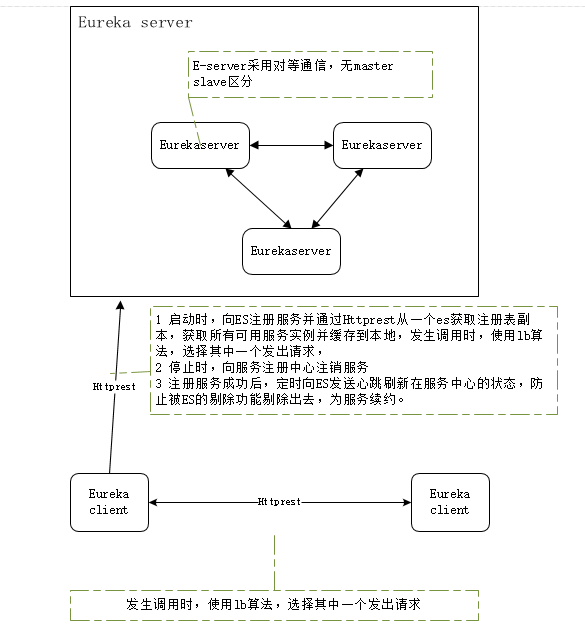 Eureka server
E-server采用对等通信，无master
slave区分
Eurekaserver
Eurekaserver
Eurekaserver
1 启动时，向ES注册服务并通过Httprest从一个es获取注册表副
本，获取所有可用服务实例并缓存到本地，发生调用时，使用lb算
法，选择其中一个发出请求，
2 停止时，向服务注册中心注销服务
3 注册服务成功后，定时向ES发送心跳刷新在服务中心的状态，防
止被ES的剔除功能剔除出去，为服务续约。
Httprest
Eureka
client
Httprest
Eureka
client
发生调用时，使用lb算法，选择其中一个发出请求